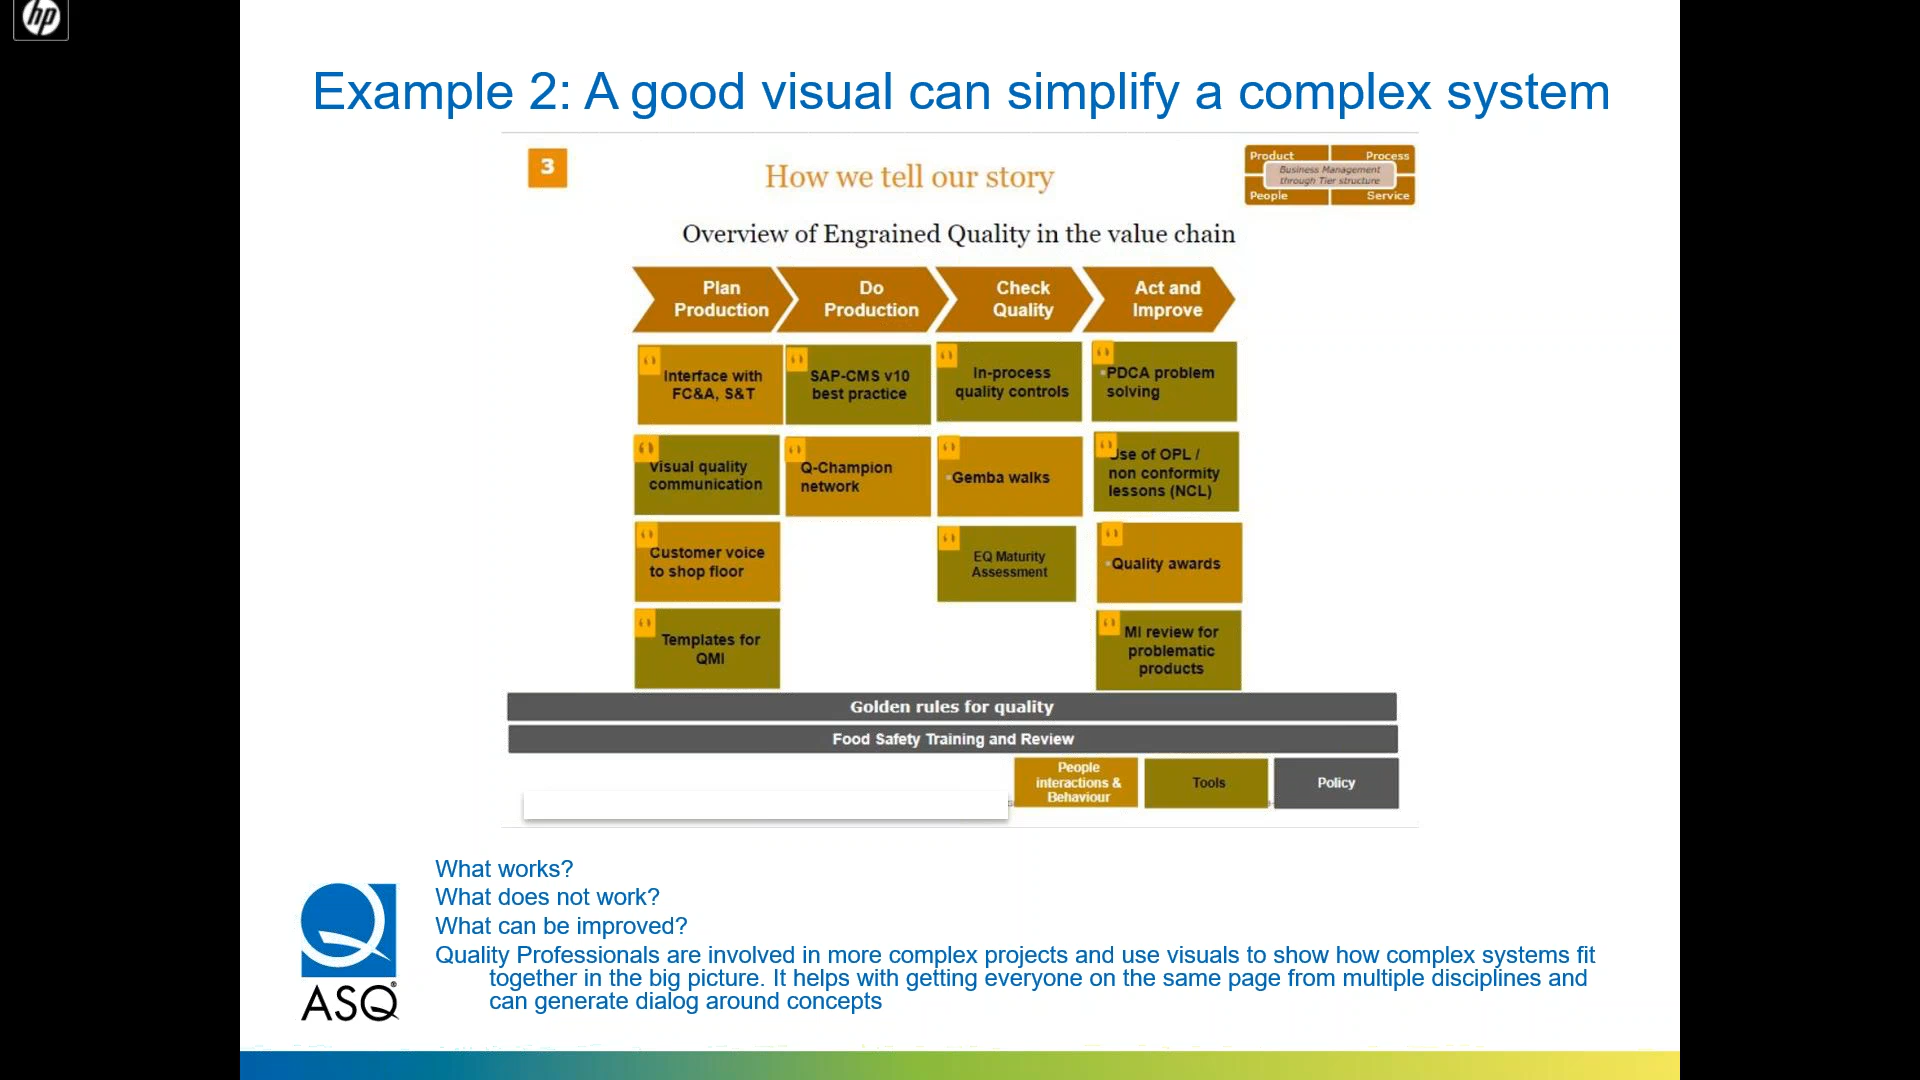 hp
Example 2: A good visual can simplify a complex system
3
How we tell our story
Product
Process
Business Management
through Tier structure
People
Service
Overview of Engrained Quality in the value chain
Plan
Production
Do
Production
Check
Quality
Act and
Improve
Interface with
FC&A, S&T
SAP-CMS v10
best practice
In-process
quality controls
PDCA problem
solving
Visual quality
communication
Q-Champion
network
Gemba walks
Use of OPL /
non conformity
lessons (NCL)
Customer voice
to shop floor
EQ Maturity
Assessment
Quality awards
Templates for
QMI
MI review for
problematic
products
Golden rules for quality
Food Safety Training and Review
People
interactions &
Behaviour
Tools
Policy
What works?
What does not work?
What can be improved?
Quality Professionals are involved in more complex projects and use visuals to show how complex systems fit
together in the big picture. It helps with getting everyone on the same page from multiple disciplines and
can generate dialog around concepts
ASQ®